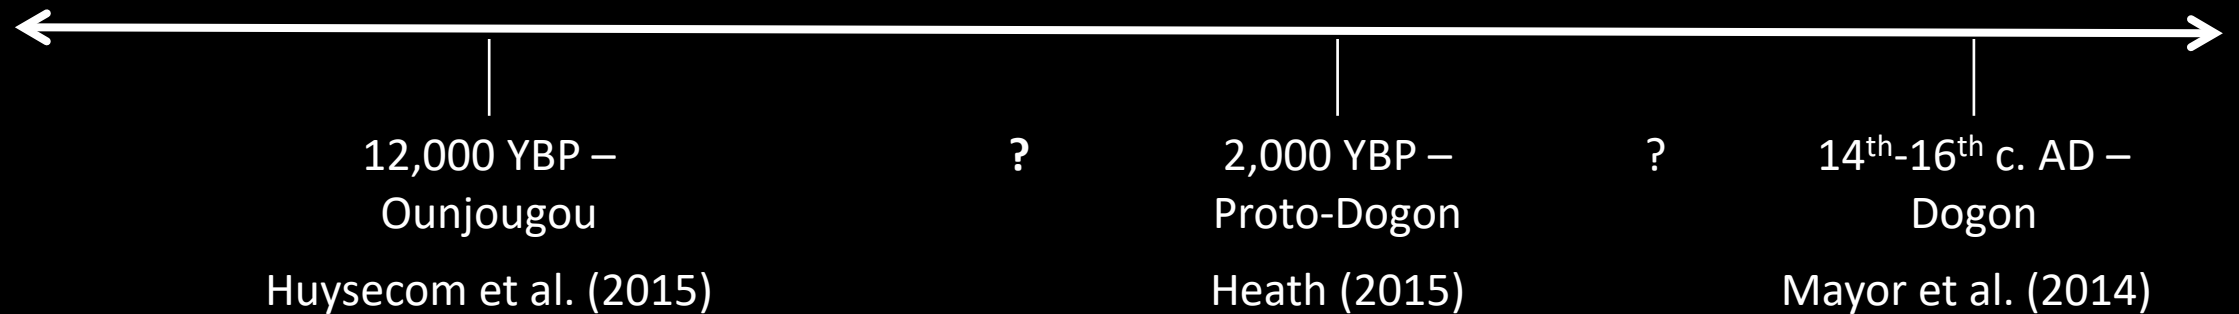 12,000 YBP – ? 2,000 YBP – ? 14th-16th c. AD –
Ounjougou Proto-Dogon Dogon
Huysecom et al. (2015) Heath (2015) Mayor et al. (2014)